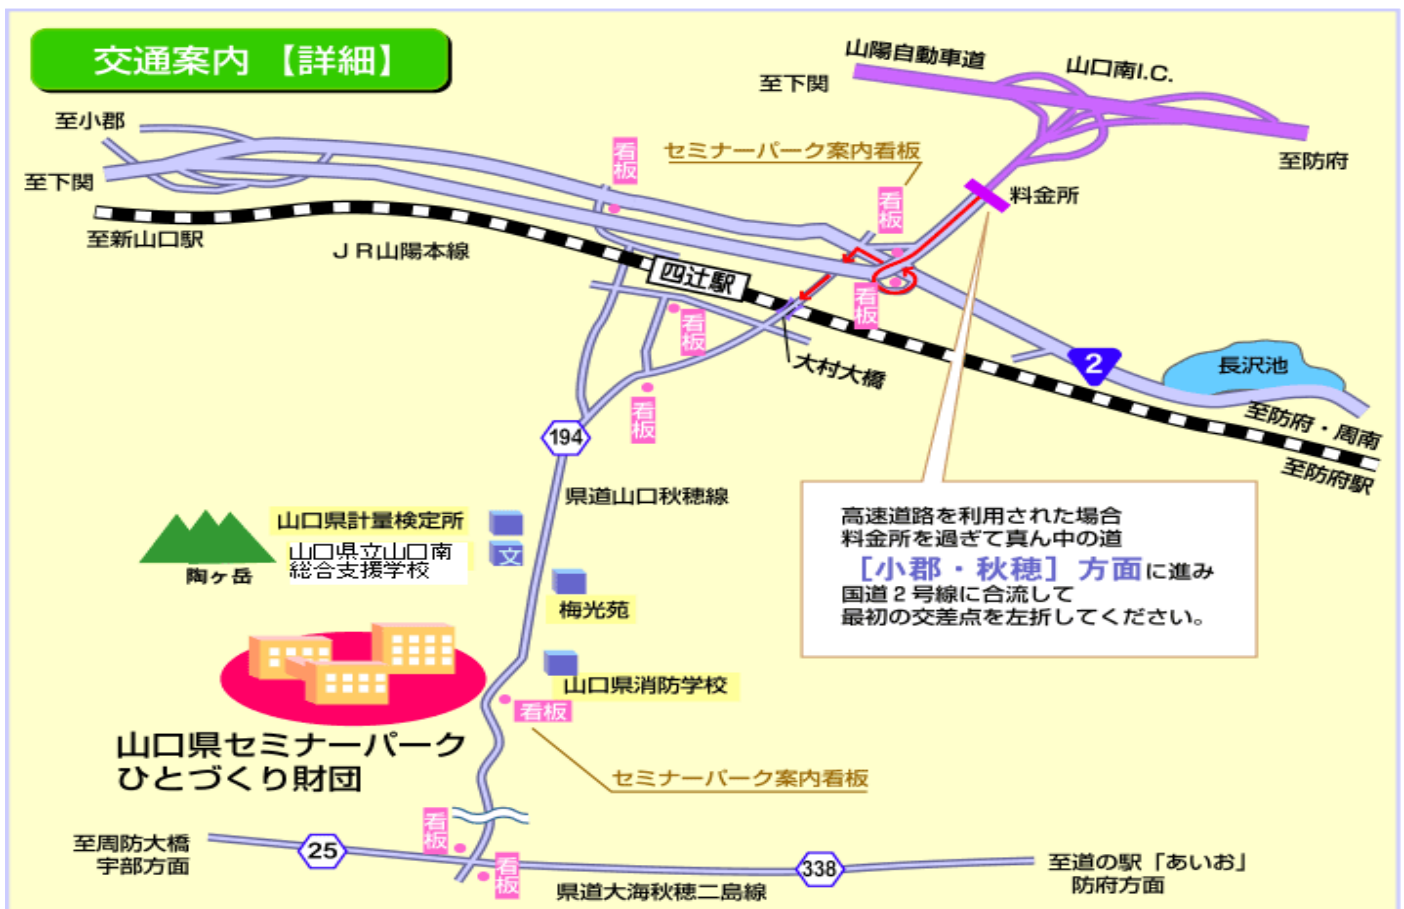 交通案内 【詳細】
山陽自動車道
山口南I.C.
至下関
至小郡
看板
セミナーパーク案内看板
至防府
至下関
看板
料金所
至新山口駅
ＪＲ山陽本線
四辻駅
看板
看板
大村大橋
2
長沢池
看板
至防府・周南
至防府駅
194
県道山口秋穂線
山口県計量検定所
山口県立山口南
総合支援学校
文
陶ヶ岳
梅光苑
高速道路を利用された場合
料金所を過ぎて真ん中の道
［小郡・秋穂］方面に進み
国道２号線に合流して
最初の交差点を左折してください。
山口県消防学校
看板
山口県セミナーパーク
ひとづくり財団
セミナーパーク案内看板
看板
至周防大橋
宇部方面
25
看板
338
県道大海秋穂二島線
至道の駅「あいお」
防府方面